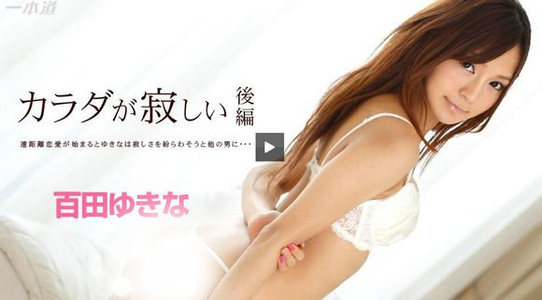 一本道
カラダが寂しい 後編
遠距離恋愛が始まるとゆきなは寂しさを紛らわそうと他の男に・・・
百田ゆきな